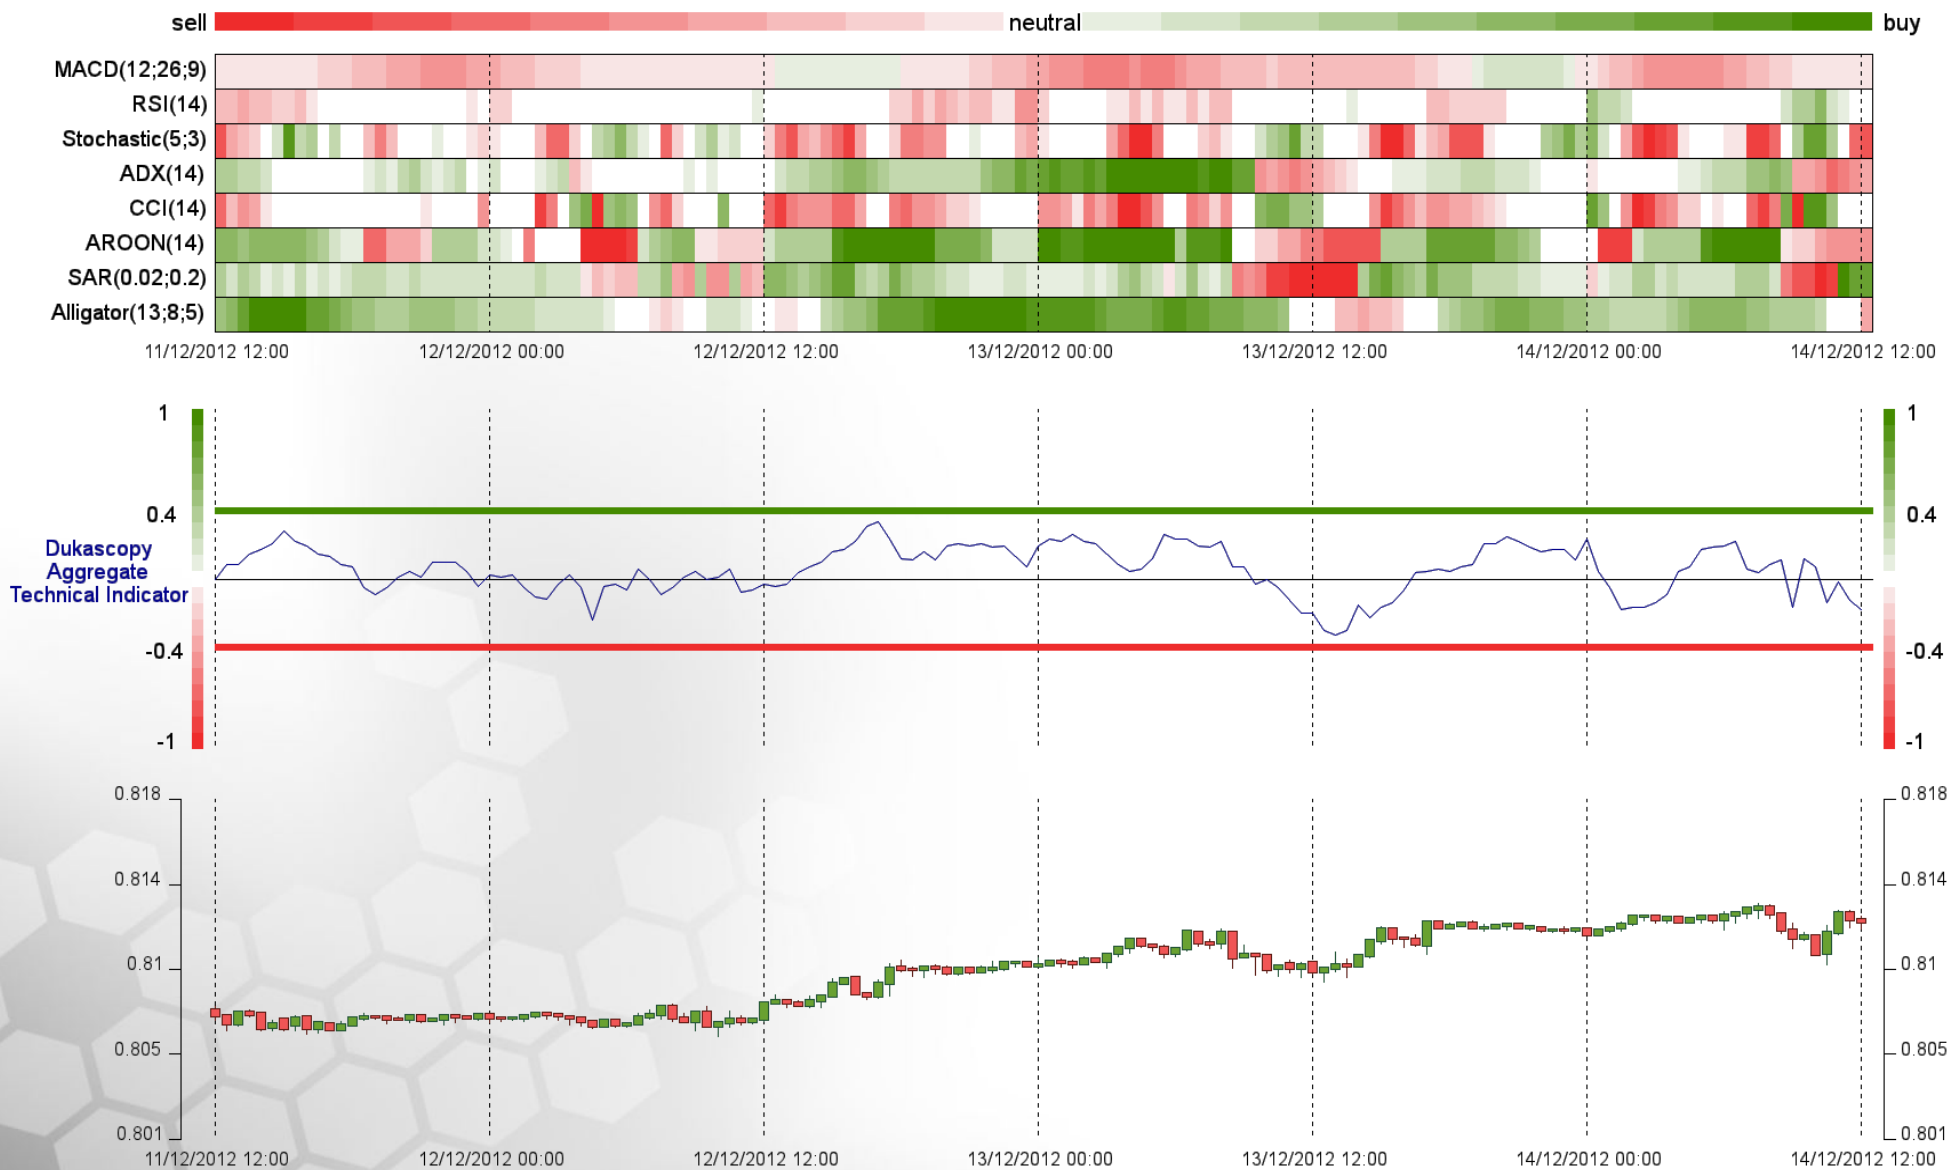 sell neutral buy
MACD(12;26;9)
RSI(14)
Stochastic(5;3)
ADX(14)
CCI(14)
AROON(14)
SAR(0.02;0.2)
Alligator(13;8;5)
11/12/2012 12:00 12/12/2012 00:00 12/12/2012 12:00 13/12/2012 00:00 13/12/2012 12:00 14/12/2012 00:00 14/12/2012 12:00
1 1
0.4 0.4
Dukascopy
Aggregate
Technical Indicator
-0.4 -0.4
-1 -1
0.818 0.818
0.814 0.814
0.81 0.81
0.805 0.805
0.801 0.801
11/12/2012 12:00 12/12/2012 00:00 12/12/2012 12:00 13/12/2012 00:00 13/12/2012 12:00 14/12/2012 00:00 14/12/2012 12:00